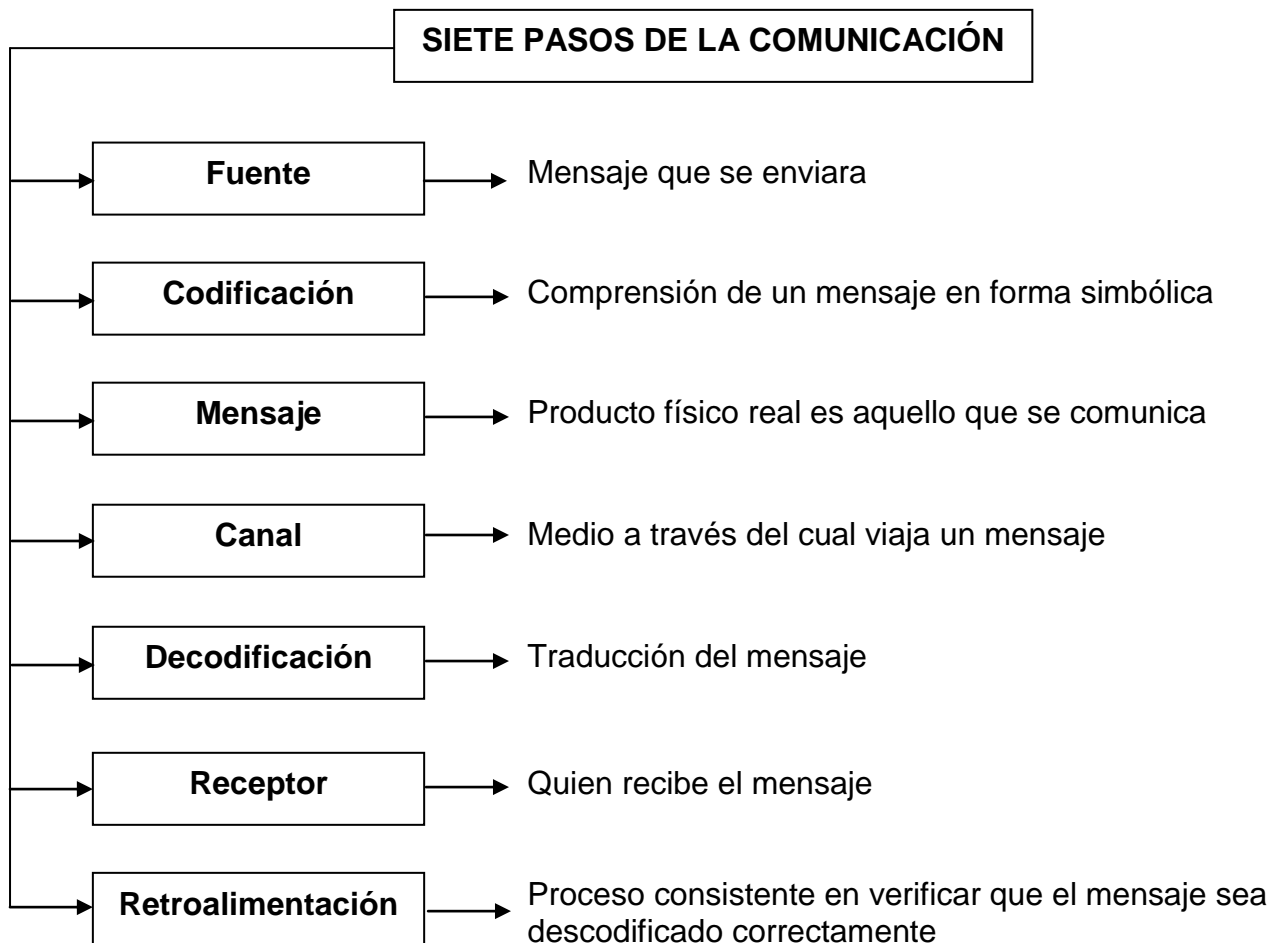 SIETE PASOS DE LA COMUNICACIÓN
Fuente
Mensaje que se enviara
Codificación
Comprensión de un mensaje en forma simbólica
Mensaje
Producto físico real es aquello que se comunica
Canal
Medio a través del cual viaja un mensaje
Decodificación
Traducción del mensaje
Receptor
Quien recibe el mensaje
Retroalimentación
Proceso consistente en verificar que el mensaje sea
descodificado correctamente